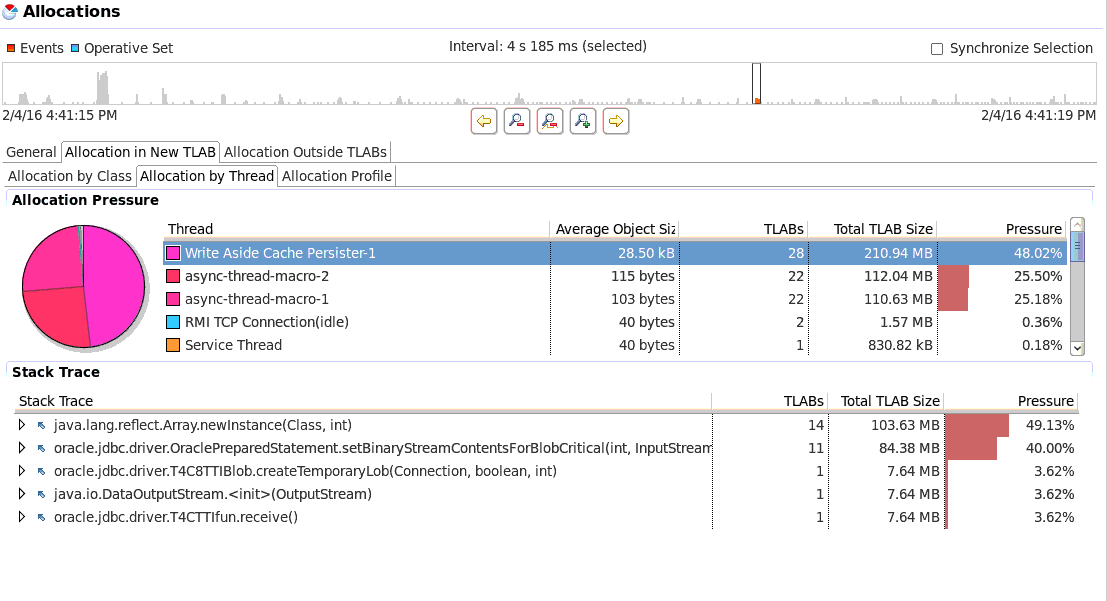 Allocations
Events Operative Set Interval: 4 s 185 ms (selected) Synchronize Selection
2/4/16 4:41:15 PM 2/4/16 4:41:19 PM
General Allocation in New TLAB Allocation Outside TLABs
Allocation by Class Allocation by Thread Allocation Profile
Allocation Pressure
Thread Average Object Siz TLABs Total TLAB Size Pressure
Write Aside Cache Persister-1 28.50 kB 28 210.94 MB 48.02%
async-thread-macro-2 115 bytes 22 112.04 MB 25.50%
async-thread-macro-1 103 bytes 22 110.63 MB 25.18%
RMI TCP Connection(idle) 40 bytes 2 1.57 MB 0.36%
Service Thread 40 bytes 1 830.82 kB 0.18%
Stack Trace
Stack Trace TLABs Total TLAB Size Pressure
java.lang.reflect.Array.newInstance(Class, int) 14 103.63 MB 49.13%
oracle.jdbc.driver.OraclePreparedStatement.setBinaryStreamContentsForBlobCritical(int, InputStream 11 84.38 MB 40.00%
oracle.jdbc.driver.T4C8TTIBlob.createTemporaryLob(Connection, boolean, int) 1 7.64 MB 3.62%
java.io.DataOutputStream.<init>(OutputStream) 1 7.64 MB 3.62%
oracle.jdbc.driver.T4CTTIfun.receive() 1 7.64 MB 3.62%